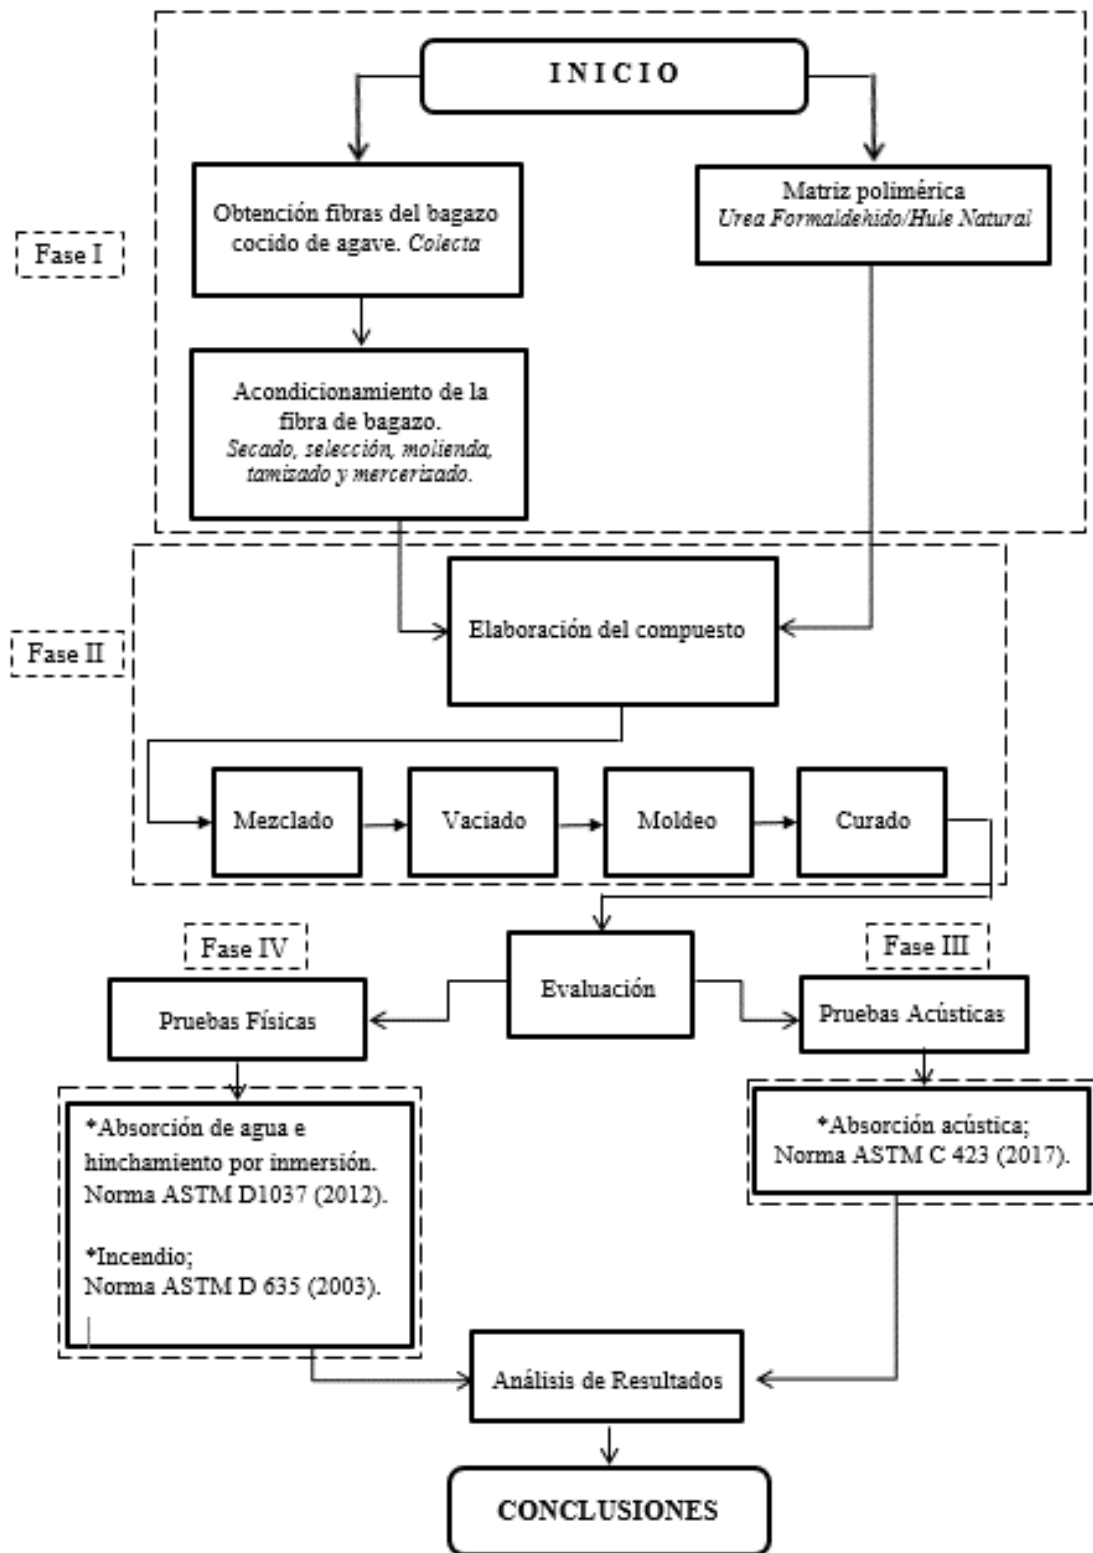 INICIO
Obtención fibras del bagazo
cocido de agave. Colecta
Matriz polimérica
Urea Formaldehido/Hule Natural
Fase I
Acondicionamiento de la
fibra de bagazo.
Secado, selección, molienda,
tamizado y mercerizado.
Elaboración del compuesto
Fase II
Mezclado
Vaciado
Moldeo
Curado
Fase IV
Fase III
Evaluación
Pruebas Físicas
Pruebas Acústicas
*Absorción de agua e
hinchamiento por inmersión.
Norma ASTM D1037 (2012).
*Incendio;
Norma ASTM D 635 (2003).
*Absorción acústica;
Norma ASTM C 423 (2017).
Análisis de Resultados
CONCLUSIONES